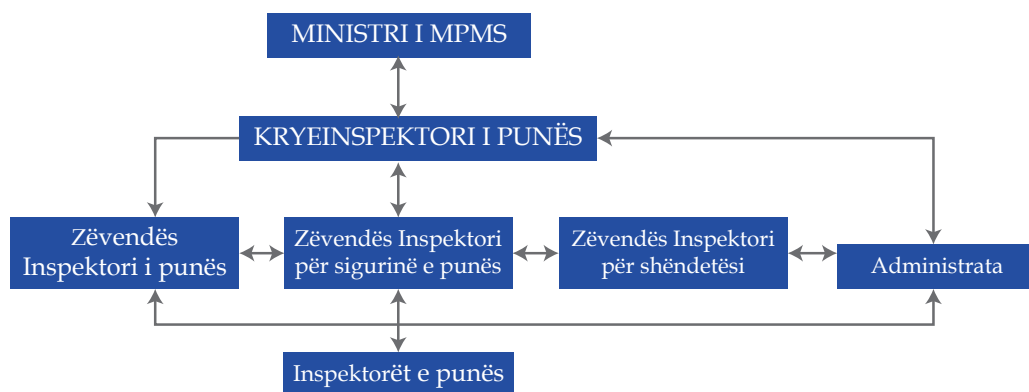 MINISTRI I MPMS
KRYEINSPEKTORI I PUNËS
Zëvendës
Inspektori i punës
Zëvendës Inspektori
për sigurinë e punës
Zëvendës Inspektori
për shëndetësi
Administrata
Inspektorët e punës